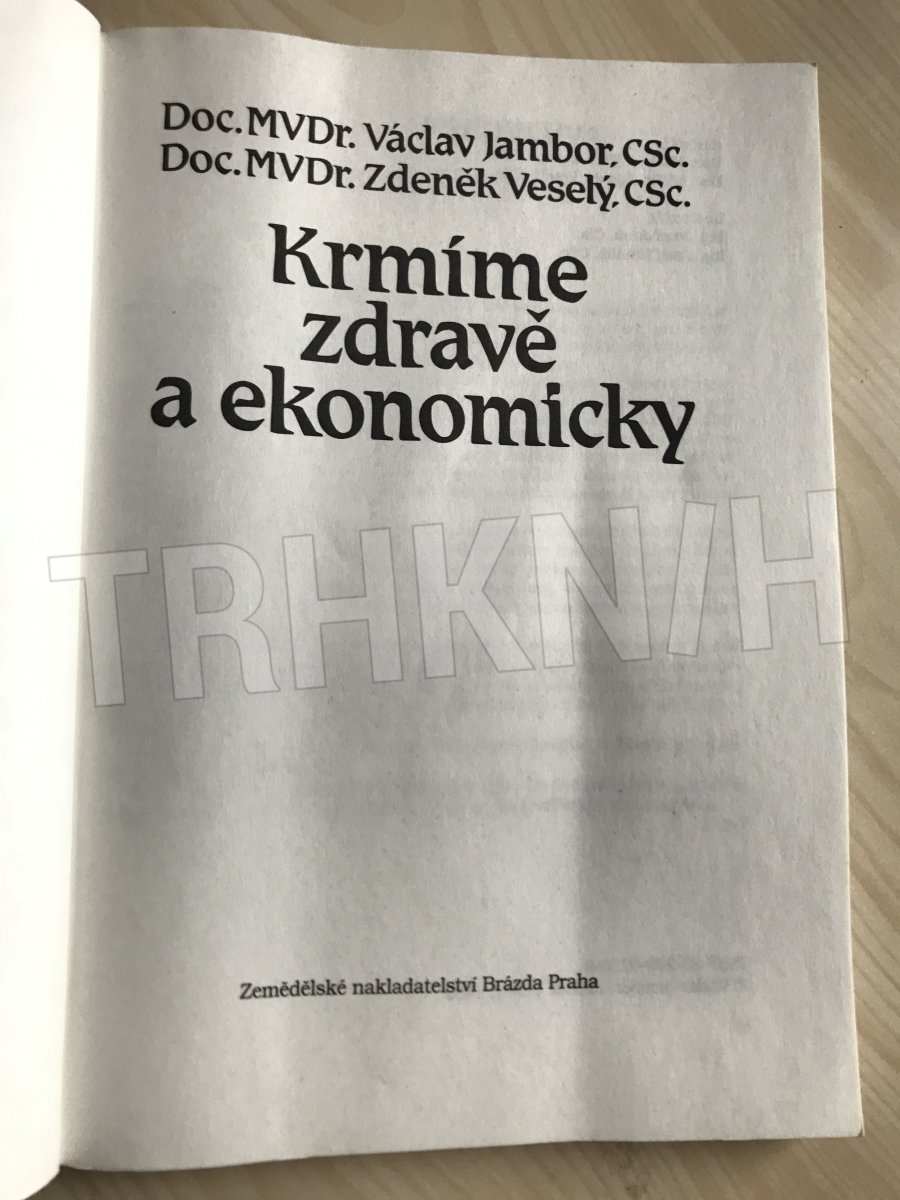 Doc. MVDr. Václav Jambor, CSc.
Doc. MVDr. Zdeněk Veselý, CSc.
Krmíme
zdravě
a ekonomicky
TRHKNIH
Zemědělské nakladatelství Brázda Praha